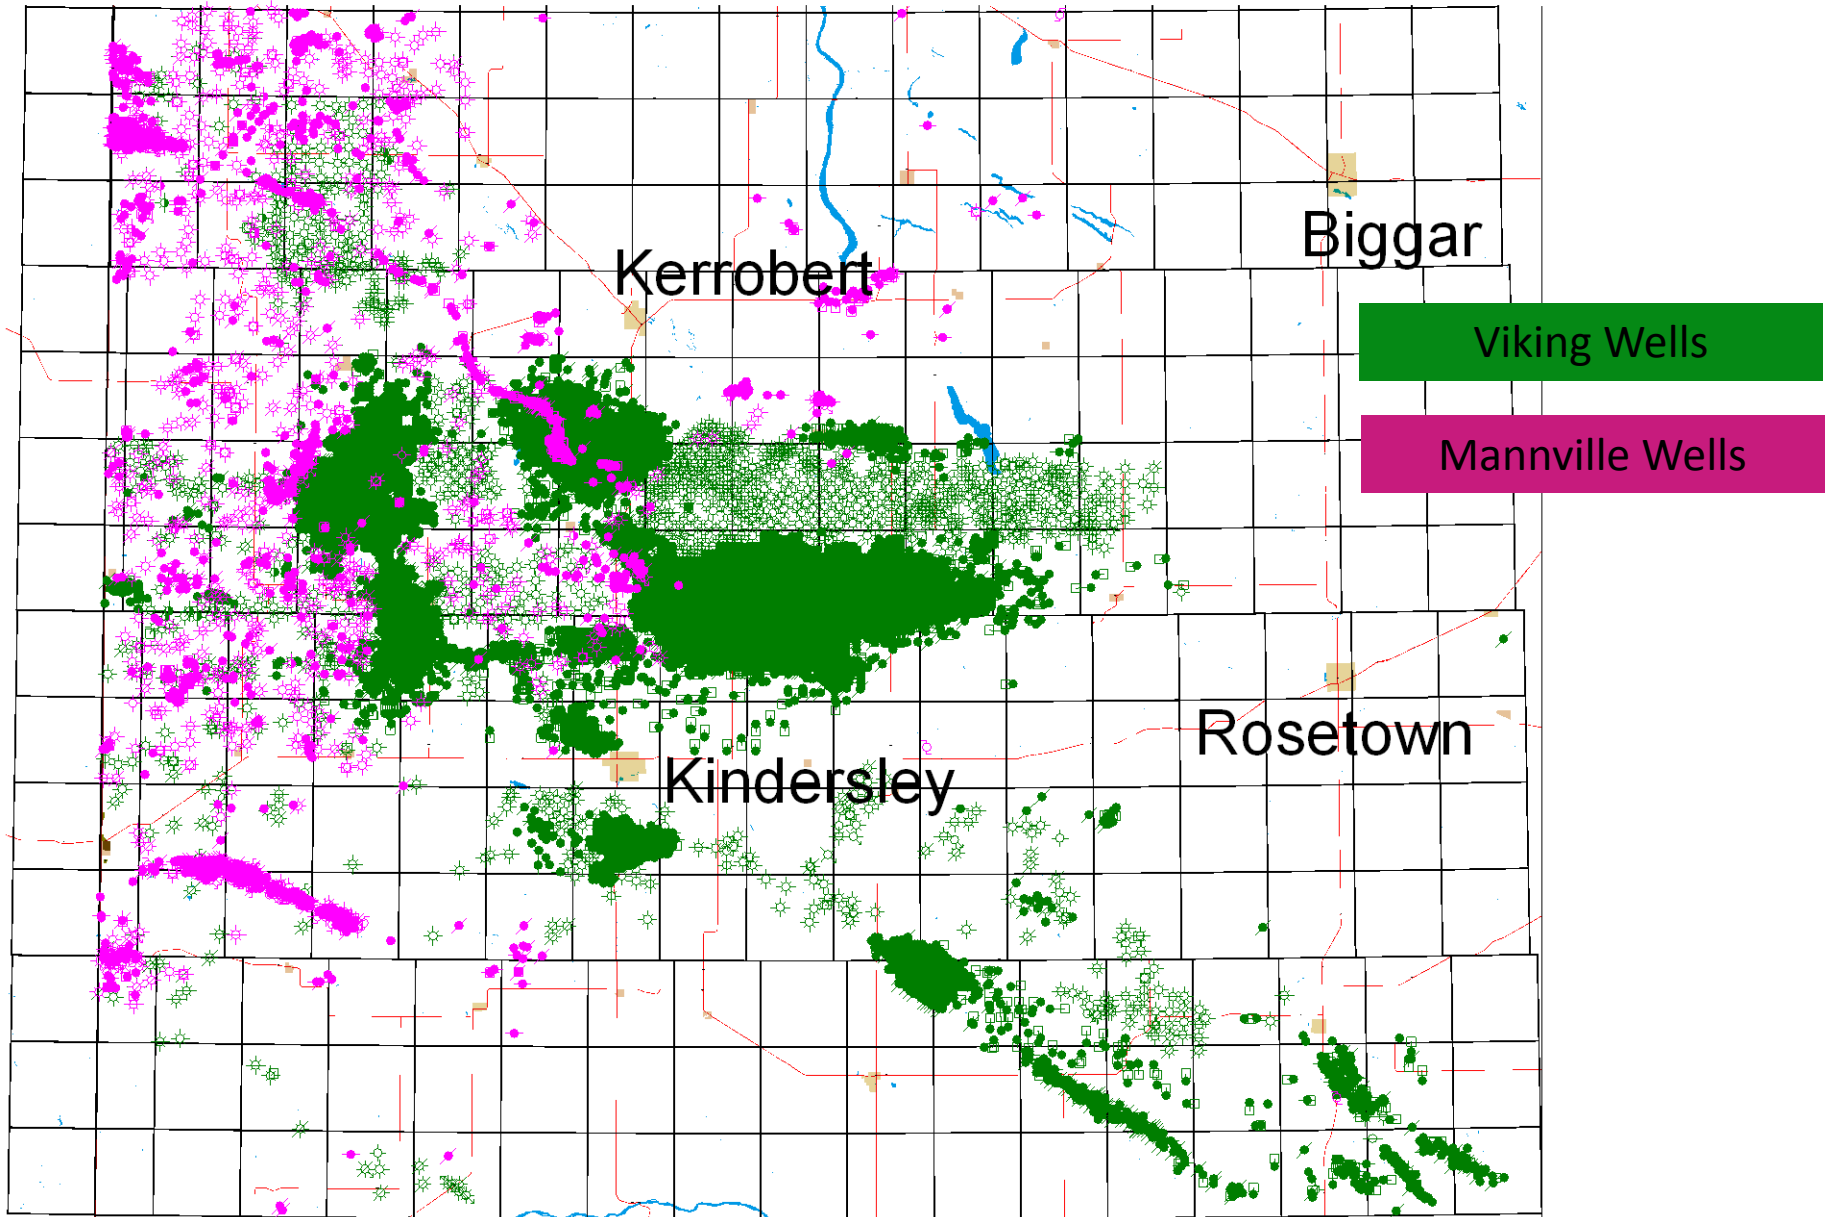 Biggar
Kerrobert
Viking Wells
Mannville Wells
Rosetown
Kindersley